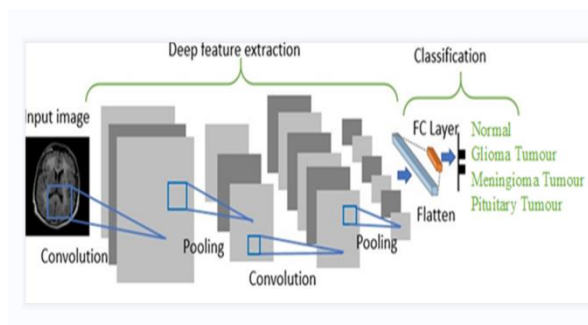 Deep feature extraction
Classification
Input image
FC Layer
Normal
Glioma Tumour
Meningioma Tumour
Pituitary Tumour
Flatten
Convolution
Pooling
Convolution
Pooling